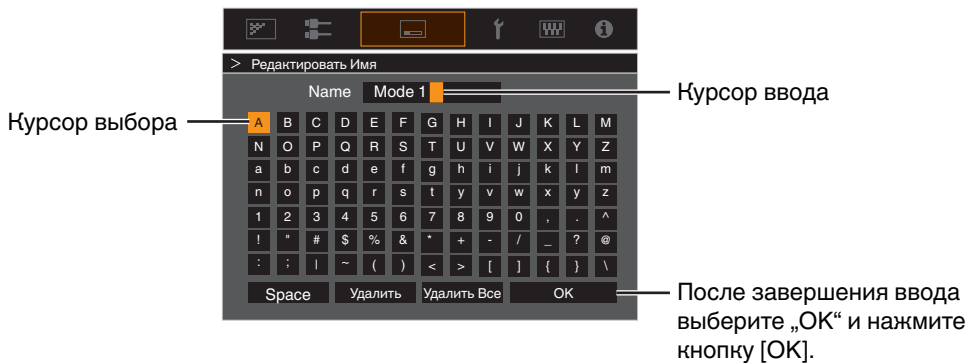 > Редактировать Имя
Name Mode 1
Курсор ввода
Курсор выбора
A B C D E F G H I J K L M
N O P Q R S T U V W X Y Z
a b c d e f g h i j k l m
n o p q r s t y v w x y z
1 2 3 4 5 6 7 8 9 0 , . ^
! " # $ % & * + - / _ ? @
: ; | ~ ( ) < > [ ] { } \
Space Удалить Удалить Все OK
После завершения ввода
выберите „OK“ и нажмите
кнопку [OK].